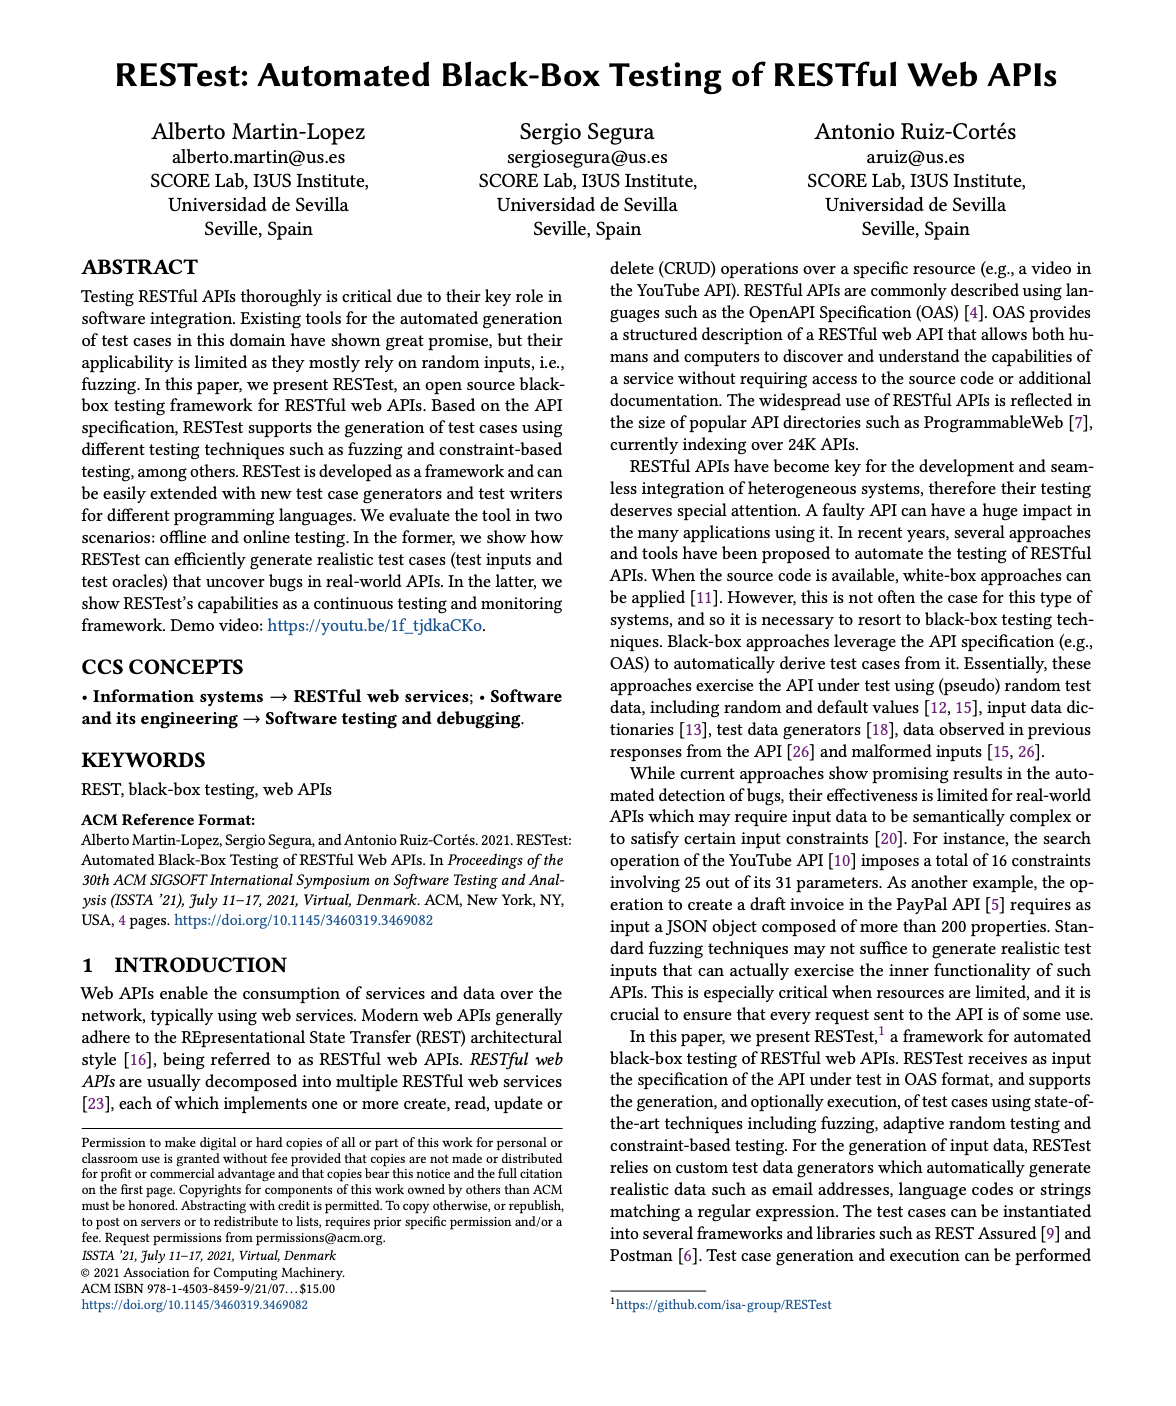 RESTest: Automated Black-Box Testing of RESTful Web APIs
Alberto Martin-Lopez
alberto.martin@us.es
SCORE Lab, I3US Institute,
Universidad de Sevilla
Seville, Spain
Sergio Segura
sergiosegura@us.es
SCORE Lab, I3US Institute,
Universidad de Sevilla
Seville, Spain
Antonio Ruiz-Cortés
aruiz@us.es
SCORE Lab, I3US Institute,
Universidad de Sevilla
Seville, Spain
ABSTRACT
Testing RESTful APIs thoroughly is critical due to their key role in
software integration. Existing tools for the automated generation
of test cases in this domain have shown great promise, but their
applicability is limited as they mostly rely on random inputs, i.e.,
fuzzing. In this paper, we present RESTest, an open source black-
box testing framework for RESTful web APIs. Based on the API
specification, RESTest supports the generation of test cases using
different testing techniques such as fuzzing and constraint-based
testing, among others. RESTest is developed as a framework and can
be easily extended with new test case generators and test writers
for different programming languages. We evaluate the tool in two
scenarios: offline and online testing. In the former, we show how
RESTest can efficiently generate realistic test cases (test inputs and
test oracles) that uncover bugs in real-world APIs. In the latter, we
show RESTest's capabilities as a continuous testing and monitoring
framework. Demo video: https://youtu.be/1f_tjdkaCKo.
CCS CONCEPTS
• Information systems → RESTful web services; • Software
and its engineering → Software testing and debugging.
KEYWORDS
REST, black-box testing, web APIs
ACM Reference Format:
Alberto Martin-Lopez, Sergio Segura, and Antonio Ruiz-Cortés. 2021. RESTest:
Automated Black-Box Testing of RESTful Web APIs. In Proceedings of the
30th ACM SIGSOFT International Symposium on Software Testing and Anal-
ysis (ISSTA '21), July 11–17, 2021, Virtual, Denmark. ACM, New York, NY,
USA, 4 pages. https://doi.org/10.1145/3460319.3469082
1 INTRODUCTION
Web APIs enable the consumption of services and data over the
network, typically using web services. Modern web APIs generally
adhere to the REpresentational State Transfer (REST) architectural
style [16], being referred to as RESTful web APIs. RESTful web
APIs are usually decomposed into multiple RESTful web services
[23], each of which implements one or more create, read, update or
Permission to make digital or hard copies of all or part of this work for personal or
classroom use is granted without fee provided that copies are not made or distributed
for profit or commercial advantage and that copies bear this notice and the full citation
on the first page. Copyrights for components of this work owned by others than ACM
must be honored. Abstracting with credit is permitted. To copy otherwise, or republish,
to post on servers or to redistribute to lists, requires prior specific permission and/or a
fee. Request permissions from permissions@acm.org.
ISSTA '21, July 11–17, 2021, Virtual, Denmark
© 2021 Association for Computing Machinery.
ACM ISBN 978-1-4503-8459-9/21/07...$15.00
https://doi.org/10.1145/3460319.3469082
delete (CRUD) operations over a specific resource (e.g., a video in
the YouTube API). RESTful APIs are commonly described using lan-
guages such as the OpenAPI Specification (OAS) [4]. OAS provides
a structured description of a RESTful web API that allows both hu-
mans and computers to discover and understand the capabilities of
a service without requiring access to the source code or additional
documentation. The widespread use of RESTful APIs is reflected in
the size of popular API directories such as ProgrammableWeb [7],
currently indexing over 24K APIs.
RESTful APIs have become key for the development and seam-
less integration of heterogeneous systems, therefore their testing
deserves special attention. A faulty API can have a huge impact in
the many applications using it. In recent years, several approaches
and tools have been proposed to automate the testing of RESTful
APIs. When the source code is available, white-box approaches can
be applied [11]. However, this is not often the case for this type of
systems, and so it is necessary to resort to black-box testing tech-
niques. Black-box approaches leverage the API specification (e.g.,
OAS) to automatically derive test cases from it. Essentially, these
approaches exercise the API under test using (pseudo) random test
data, including random and default values [12, 15], input data dic-
tionaries [13], test data generators [18], data observed in previous
responses from the API [26] and malformed inputs [15, 26].
While current approaches show promising results in the auto-
mated detection of bugs, their effectiveness is limited for real-world
APIs which may require input data to be semantically complex or
to satisfy certain input constraints [20]. For instance, the search
operation of the YouTube API [10] imposes a total of 16 constraints
involving 25 out of its 31 parameters. As another example, the op-
eration to create a draft invoice in the PayPal API [5] requires as
input a JSON object composed of more than 200 properties. Stan-
dard fuzzing techniques may not suffice to generate realistic test
inputs that can actually exercise the inner functionality of such
APIs. This is especially critical when resources are limited, and it is
crucial to ensure that every request sent to the API is of some use.
In this paper, we present RESTest,1 a framework for automated
black-box testing of RESTful web APIs. RESTest receives as input
the specification of the API under test in OAS format, and supports
the generation, and optionally execution, of test cases using state-of-
the-art techniques including fuzzing, adaptive random testing and
constraint-based testing. For the generation of input data, RESTest
relies on custom test data generators which automatically generate
realistic data such as email addresses, language codes or strings
matching a regular expression. The test cases can be instantiated
into several frameworks and libraries such as REST Assured [9] and
Postman [6]. Test case generation and execution can be performed
1https://github.com/isa-group/RESTest